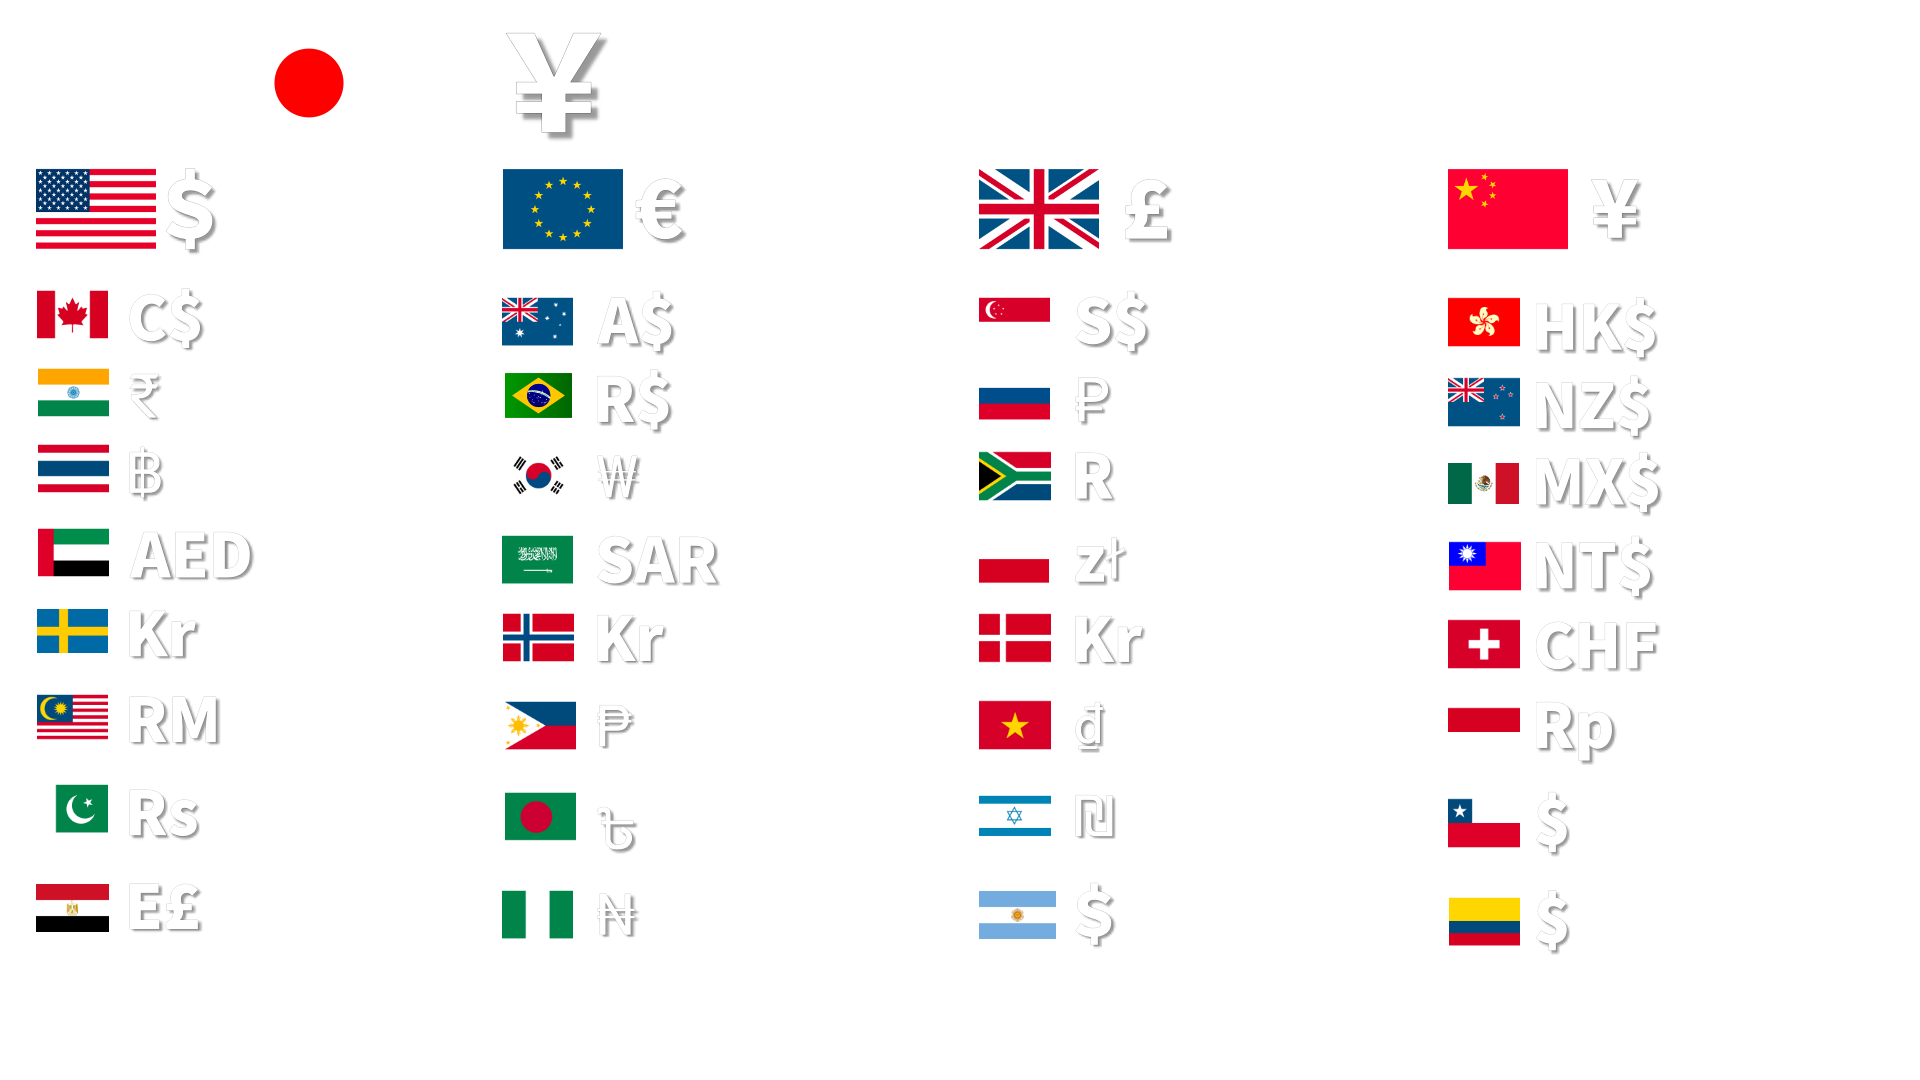 ¥
$ € £ ¥
C$ A$ S$ HK$
₹ R$ ₽ NZ$
฿ ₩ R MX$
AED SAR zł NT$
Kr Kr Kr CHF
RM ₱ ₫ Rp
Rs ৳ ₪ $
E£ ₦ $ $